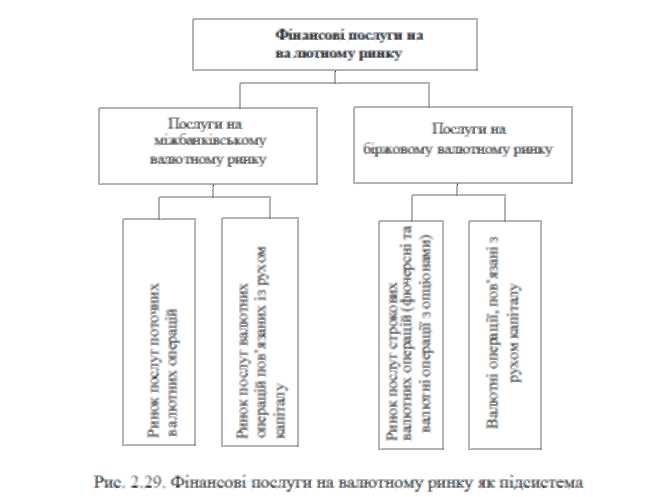 Фінансові послуги на
валютному ринку
Послуги на
міжбанківському
валютному ринку
Послуги на
біржовому валютному ринку
Ринок послуг поточних
валютних операцій
Ринок послуг валютних
операцій пов’язаних із рухом
капіталу
Ринок послуг строкових
валютних операцій (фючерсні та
валютні операції з опціонами)
Валютні операції, пов’язані з
рухом капіталу
Рис. 2.29. Фінансові послуги на валютному ринку як підсистема